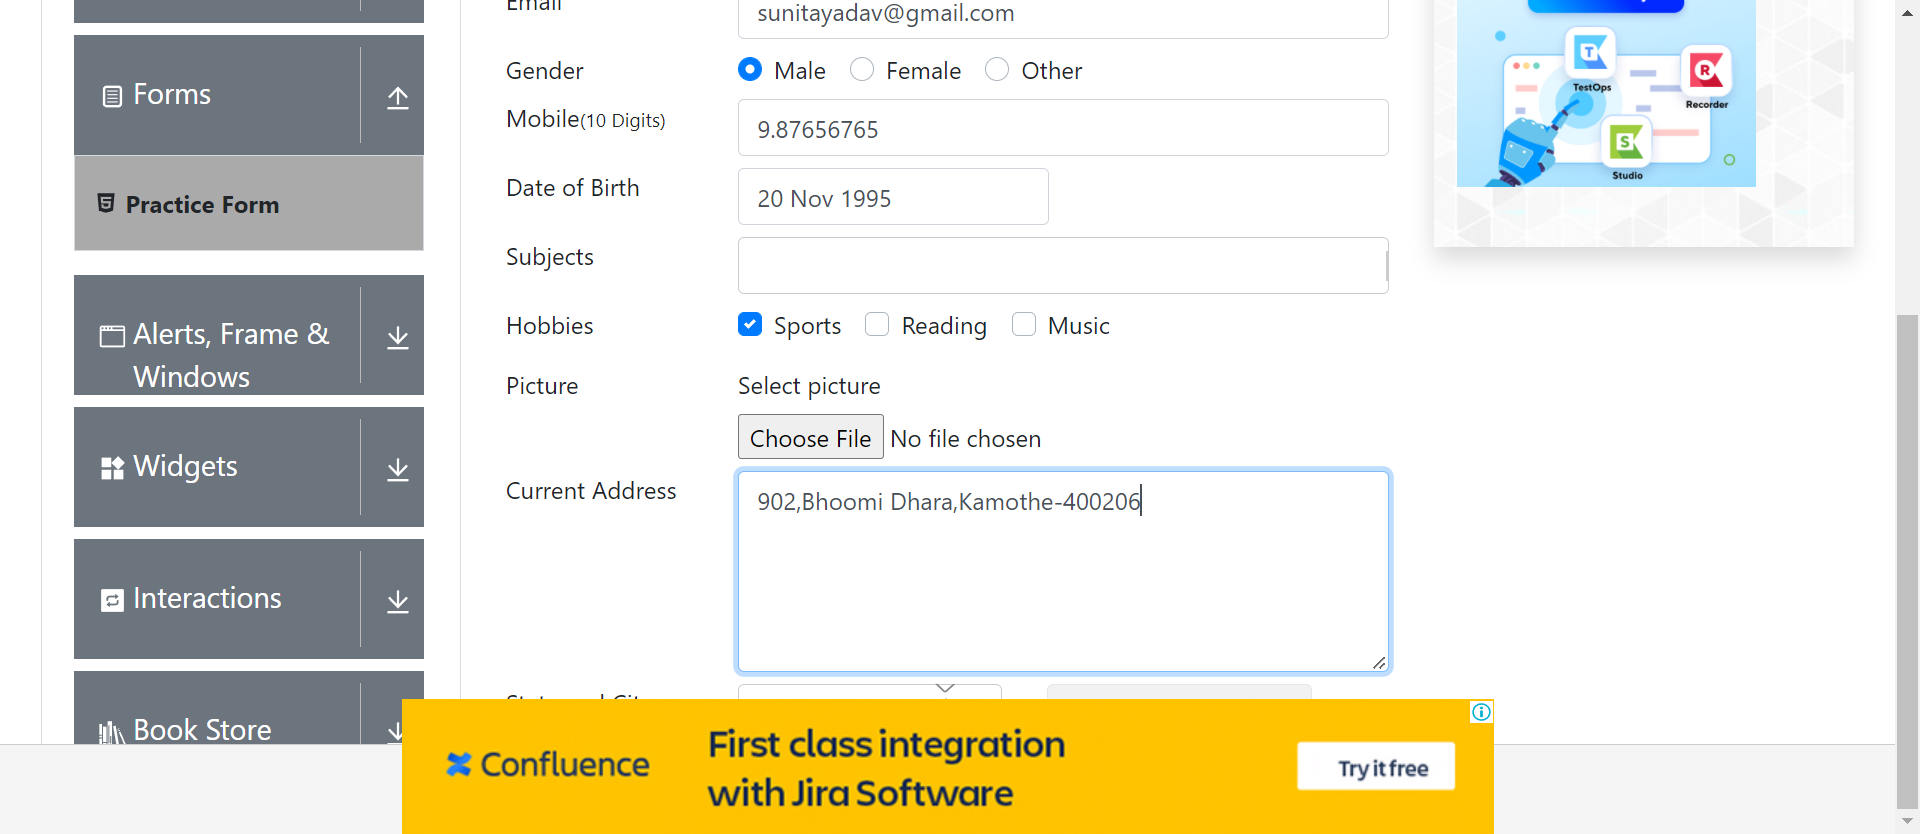 Email
sunitayadav@gmail.com
Forms
Gender
Male
Female
Other
TestOps
Recorder
Studio
Mobile(10 Digits)
9.87656765
Practice Form
Date of Birth
20 Nov 1995
Subjects
Alerts, Frame &
Windows
Hobbies
Sports
Reading
Music
Picture
Select picture
Choose File
No file chosen
Widgets
Current Address
902,Bhoomi Dhara,Kamothe-400206
Interactions
Book Store
Confluence
First class integration
with Jira Software
Try it free